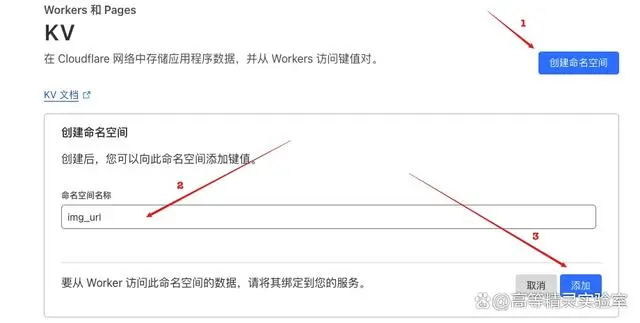 Workers 和 Pages
KV
1
在 Cloudflare 网络中存储应用程序数据，并从 Workers 访问键值对。
创建命名空间
KV 文档
创建命名空间
创建后，您可以向此命名空间添加键值。
2
命名空间名称
img_url
3
要从 Worker 访问此命名空间的数据，请将其绑定到您的服务。
取消
添加
@高等精灵实验室